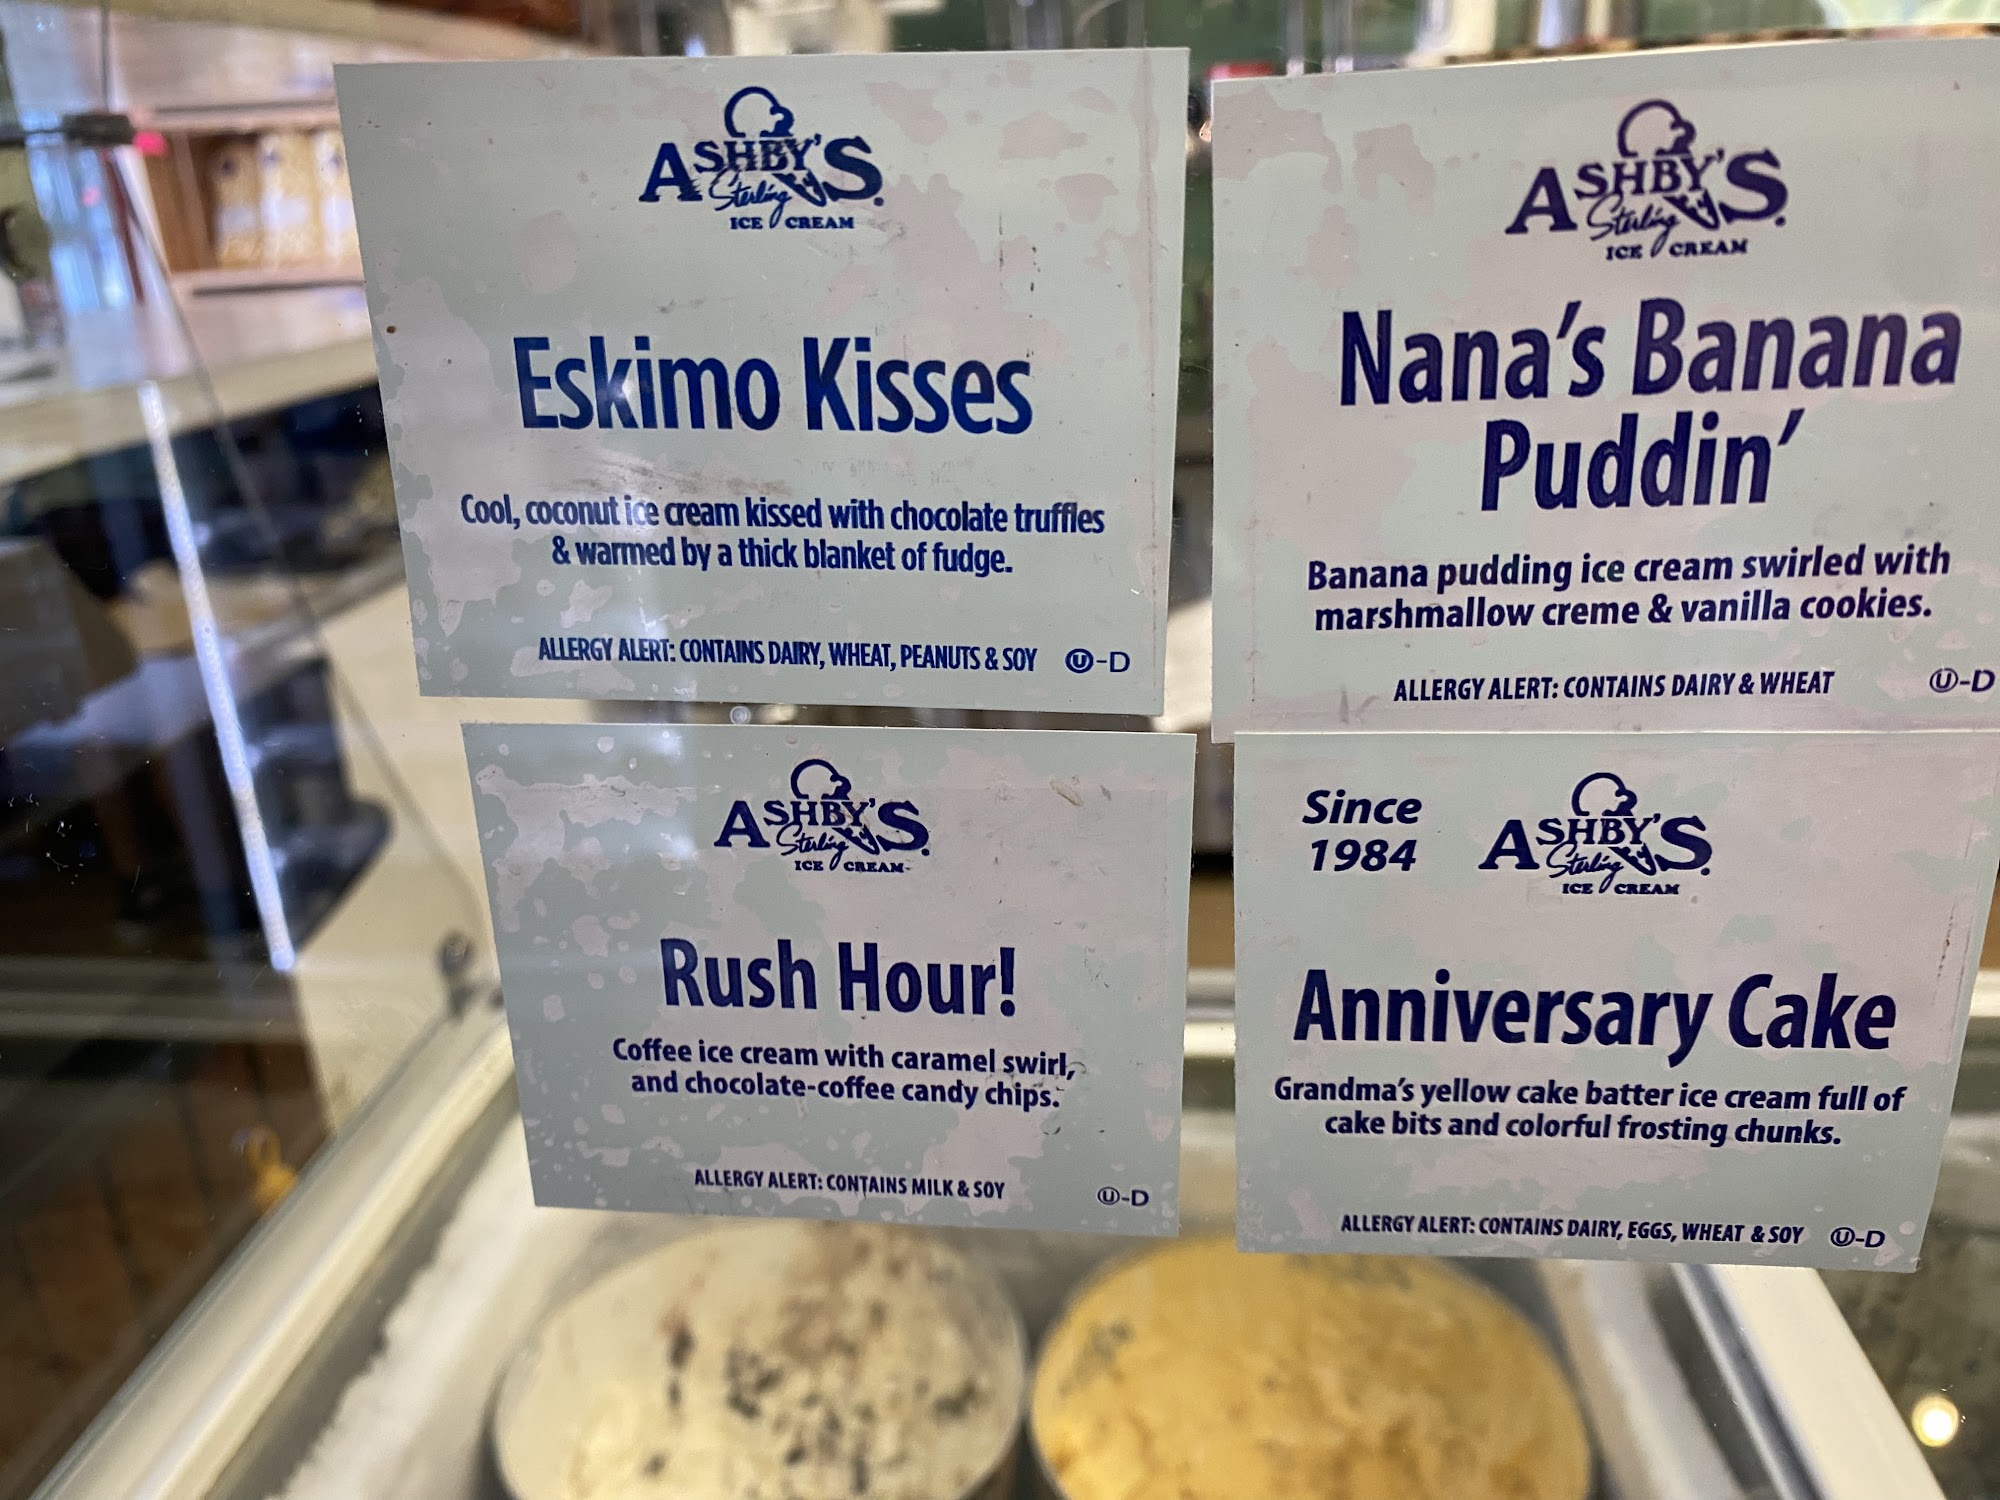 ASHBY'S
Sterling
ICE CREAM
Eskimo Kisses
Cool, coconut ice cream kissed with chocolate truffles
& warmed by a thick blanket of fudge.
ALLERGY ALERT: CONTAINS DAIRY, WHEAT, PEANUTS & SOY Ⓤ-D
ASHBY'S
Sterling
ICE CREAM
Nana's Banana
Puddin'
Banana pudding ice cream swirled with
marshmallow creme & vanilla cookies.
ALLERGY ALERT: CONTAINS DAIRY & WHEAT Ⓤ-D
ASHBY'S
Sterling
ICE CREAM
Rush Hour!
Coffee ice cream with caramel swirl,
and chocolate-coffee candy chips.
ALLERGY ALERT: CONTAINS MILK & SOY Ⓤ-D
Since
1984
ASHBY'S
Sterling
ICE CREAM
Anniversary Cake
Grandma's yellow cake batter ice cream full of
cake bits and colorful frosting chunks.
ALLERGY ALERT: CONTAINS DAIRY, EGGS, WHEAT & SOY Ⓤ-D